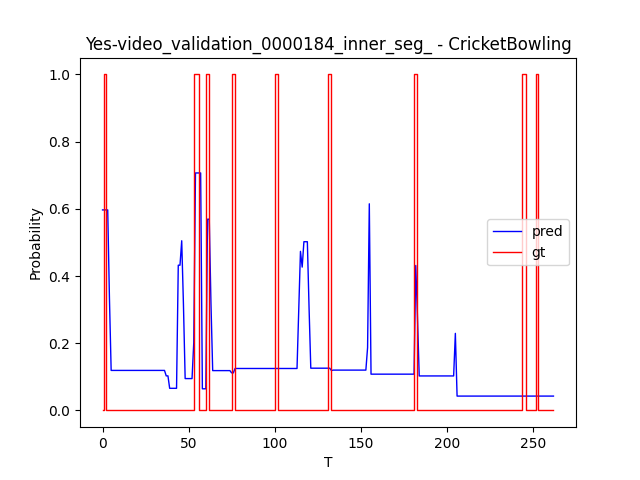 Yes-video_validation_0000184_inner_seg_ - CricketBowling
1.0
0.8
0.6
0.4
0.2
0.0
Probability
pred
gt
0 50 100 150 200 250
T